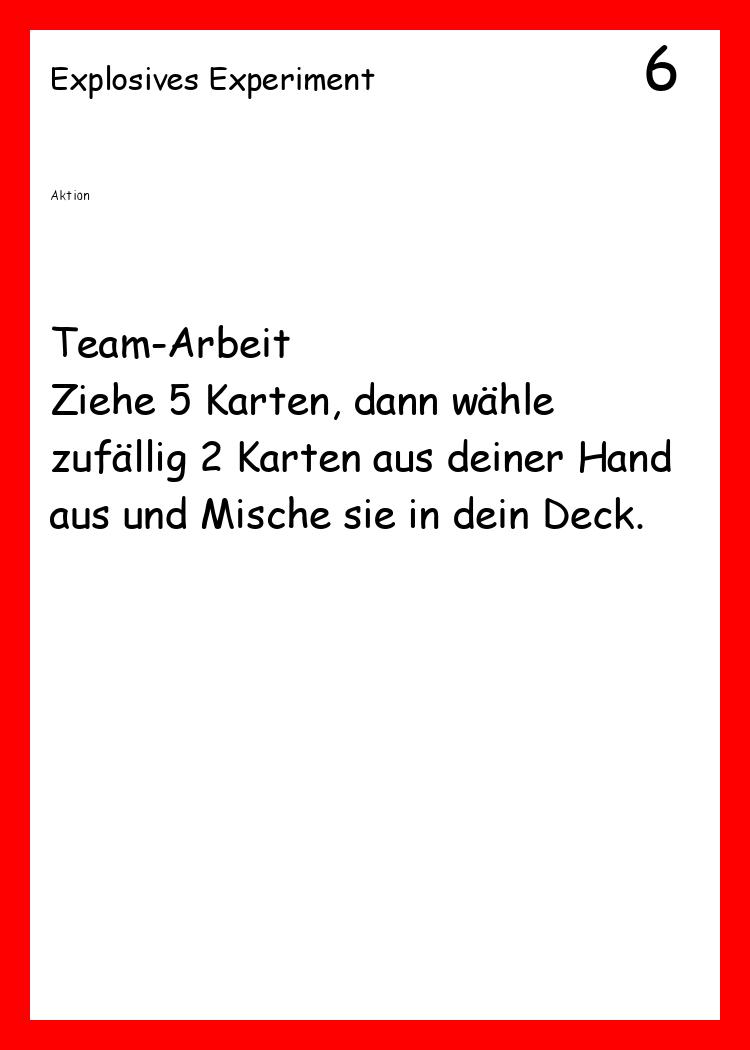 Explosives Experiment 6
Aktion
Team-Arbeit
Ziehe 5 Karten, dann wähle
zufällig 2 Karten aus deiner Hand
aus und Mische sie in dein Deck.